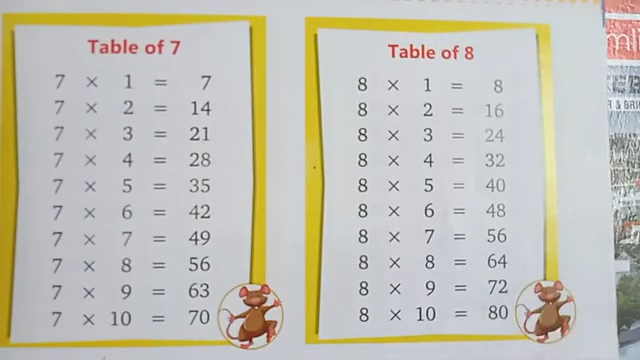 Table of 7
7 × 1 = 7
7 × 2 = 14
7 × 3 = 21
7 × 4 = 28
7 × 5 = 35
7 × 6 = 42
7 × 7 = 49
7 × 8 = 56
7 × 9 = 63
7 × 10 = 70
Table of 8
8 × 1 = 8
8 × 2 = 16
8 × 3 = 24
8 × 4 = 32
8 × 5 = 40
8 × 6 = 48
8 × 7 = 56
8 × 8 = 64
8 × 9 = 72
8 × 10 = 80